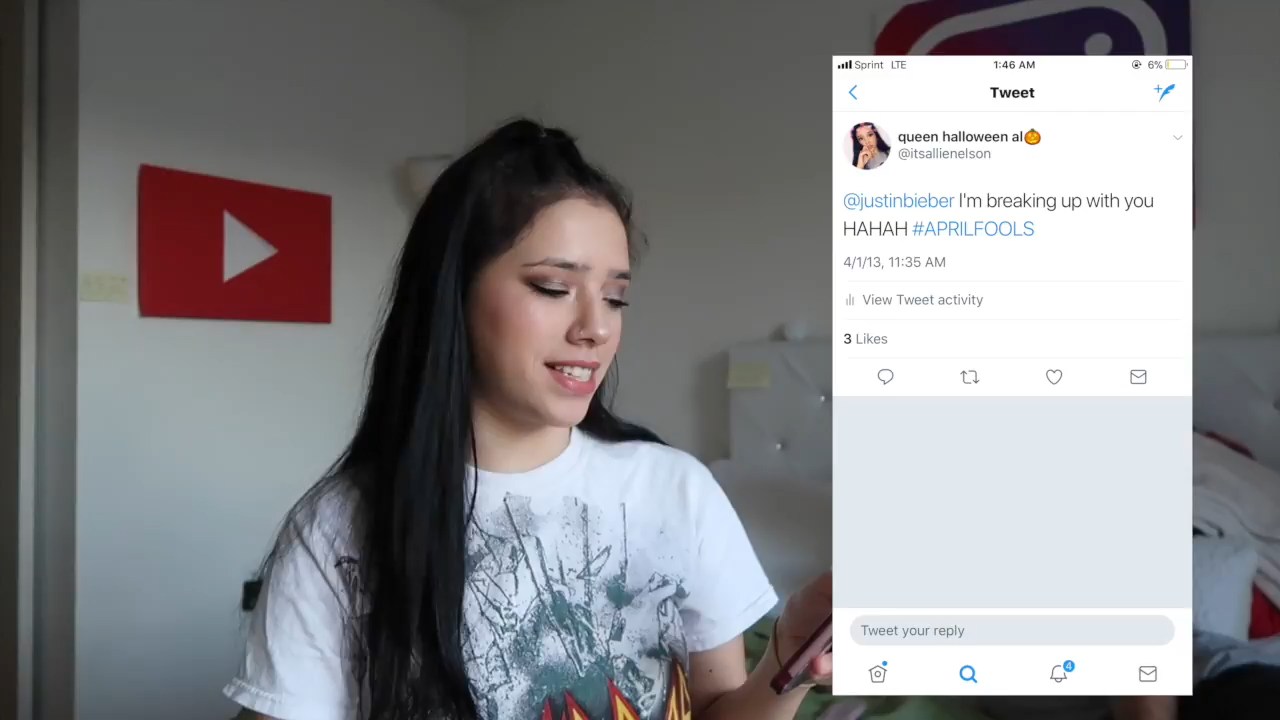 Sprint LTE 1:46 AM 6%
Tweet
queen halloween al🎃
@itsallienelson
@justinbieber I'm breaking up with you
HAHAH #APRILFOOLS
4/1/13, 11:35 AM
View Tweet activity
3 Likes
Tweet your reply
4